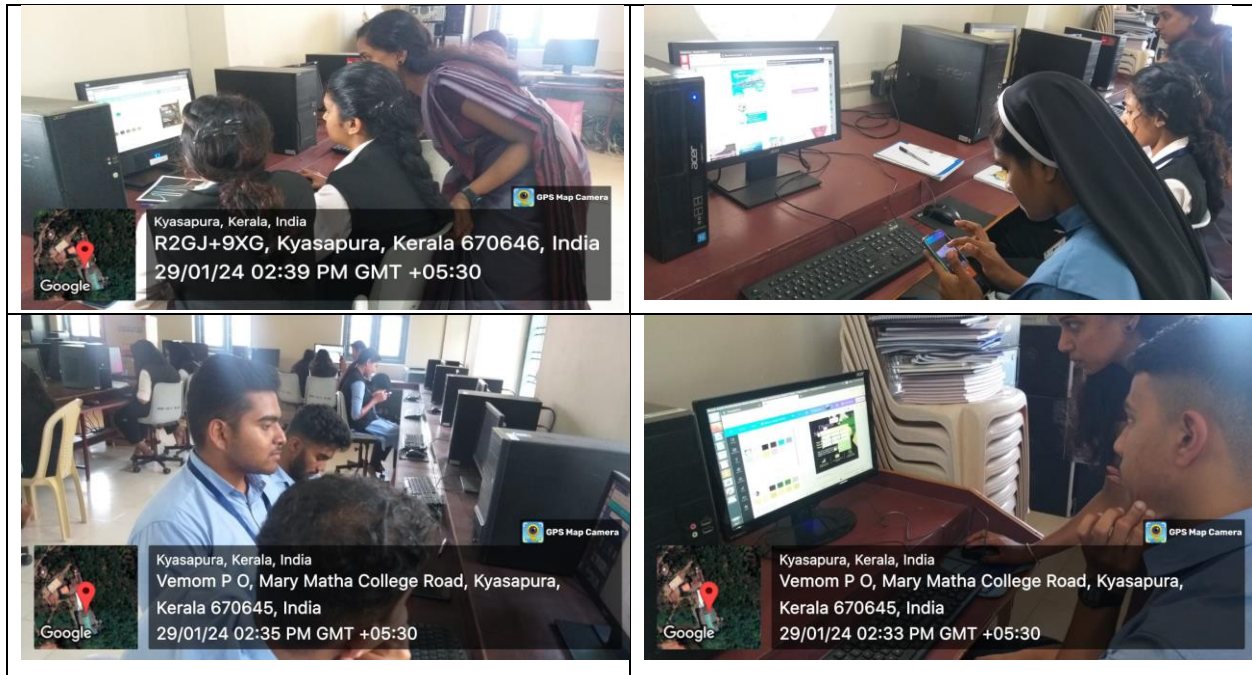 GPS Map Camera
Kyasapura, Kerala, India
R2GJ+9XG, Kyasapura, Kerala 670646, India
29/01/24 02:39 PM GMT +05:30
Google
acer
GPS Map Camera
Kyasapura, Kerala, India
Vemom P O, Mary Matha College Road, Kyasapura,
Kerala 670645, India
29/01/24 02:35 PM GMT +05:30
Google
GPS Map Camera
Kyasapura, Kerala, India
Vemom P O, Mary Matha College Road, Kyasapura,
Kerala 670645, India
29/01/24 02:33 PM GMT +05:30
Google